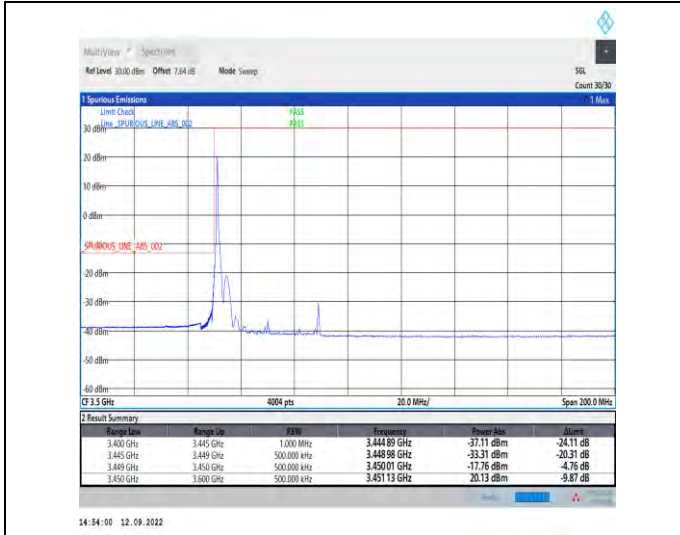 MultiView Spectrum
Ref Level 30.00 dBm Offset 7.64 dB Mode Sweep SGL
Count 30/30
1 Spurious Emissions 1 Max
Limit Check PASS
Line _SPURIOUS_LINE_ABS_002 PASS
30 dBm
20 dBm
10 dBm
0 dBm
_SPURIOUS_LINE_ABS_002
-20 dBm
-30 dBm
-40 dBm
-50 dBm
-60 dBm
CF 3.5 GHz 4004 pts 20.0 MHz/ Span 200.0 MHz
2 Result Summary
Range Low Range Up RBW Frequency Power Abs ΔLimit
3.400 GHz 3.445 GHz 1.000 MHz 3.444 89 GHz -37.11 dBm -24.11 dB
3.445 GHz 3.449 GHz 500.000 kHz 3.448 98 GHz -33.31 dBm -20.31 dB
3.449 GHz 3.450 GHz 500.000 kHz 3.450 01 GHz -17.76 dBm -4.76 dB
3.450 GHz 3.600 GHz 500.000 kHz 3.451 13 GHz 20.13 dBm -9.87 dB
Ready
14:54:00 12.09.2022